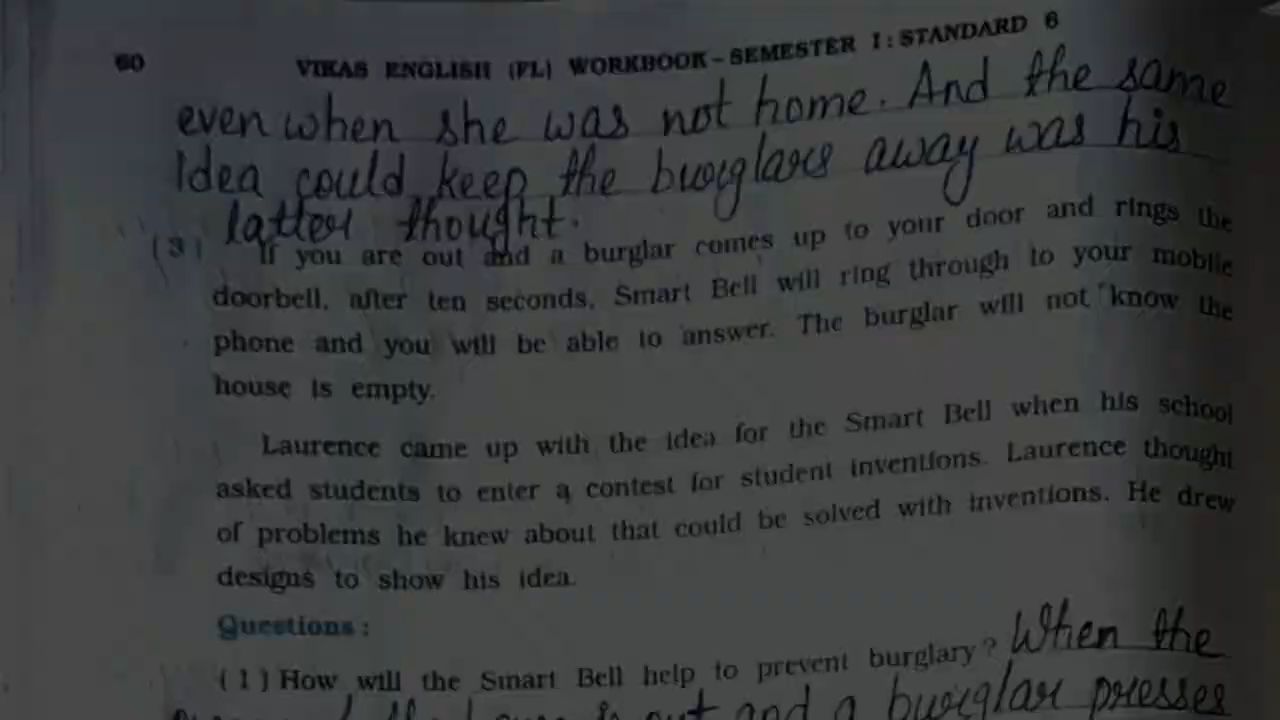 60 VIKAS ENGLISH (FL) WORKBOOK - SEMESTER I : STANDARD 6
even when she was not home. And the same
idea could keep the burglars away was his
latter thought.
(3) If you are out and a burglar comes up to your door and rings the
doorbell, after ten seconds, Smart Bell will ring through to your mobile
phone and you will be able to answer. The burglar will not know the
house is empty.
Laurence came up with the idea for the Smart Bell when his school
asked students to enter a contest for student inventions. Laurence thought
of problems he knew about that could be solved with inventions. He drew
designs to show his idea.
Questions :
(1) How will the Smart Bell help to prevent burglary? When the
is out and a burglar presses